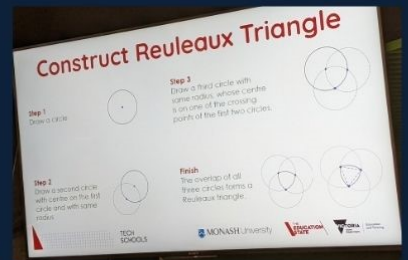 Construct Reuleaux Triangle
Step 1
Draw a circle
Step 2
Draw a second circle
with centre on the first
circle and with same
radius
Step 3
Draw a third circle with
same radius, whose centre
is on one of the crossing
points of the first two circles.
Finish
The overlap of all
three circles forms a
Reuleaux triangle
TECH
SCHOOLS
MONASH University
THE
EDUCATION
STATE
VICTORIA